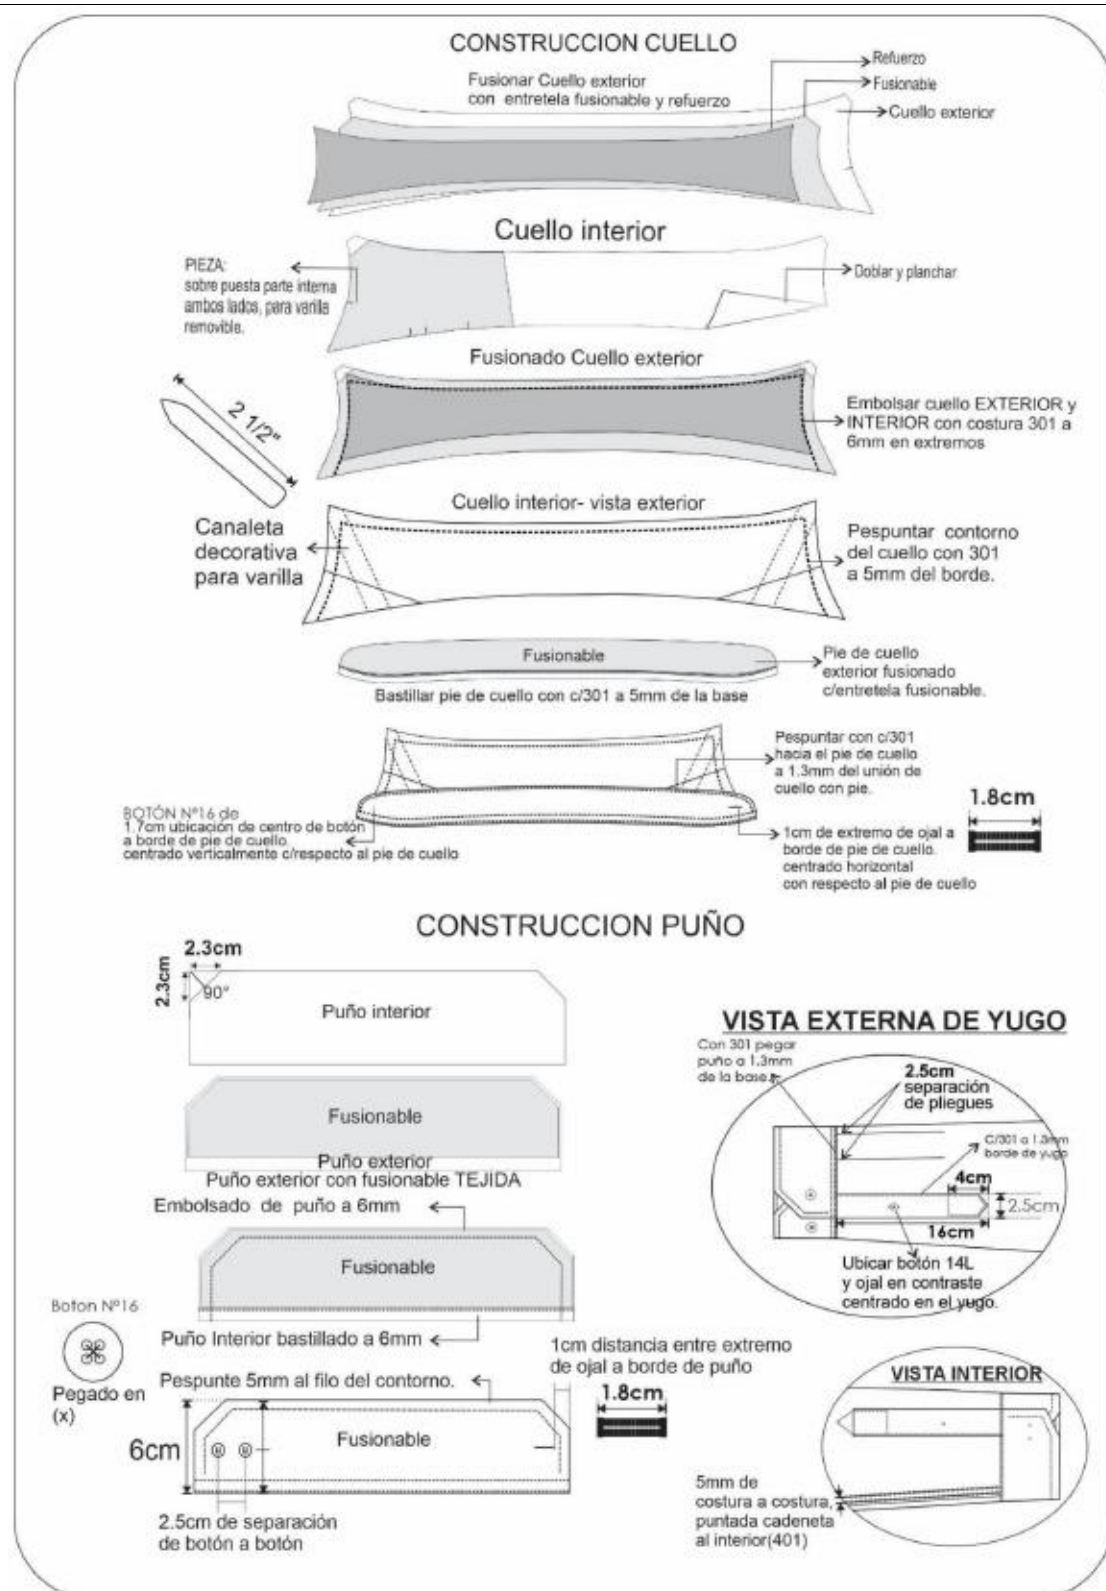 CONSTRUCCION CUELLO
Fusionar Cuello exterior
con entretela fusionable y refuerzo
Refuerzo
Fusionable
Cuello exterior
Cuello interior
PIEZA:
sobre puesta parte interna
ambos lados, para varilla
removible.
Doblar y planchar
Fusionado Cuello exterior
2 1/2"
Embolsar cuello EXTERIOR y
INTERIOR con costura 301 a
6mm en extremos
Cuello interior- vista exterior
Canaleta
decorativa
para varilla
Pespuntar contorno
del cuello con 301
a 5mm del borde.
Fusionable
Pie de cuello
exterior fusionado
c/entretela fusionable.
Bastillar pie de cuello con c/301 a 5mm de la base
Pespuntar con c/301
hacia el pie de cuello
a 1.3mm del unión de
cuello con pie.
BOTÓN Nº16 de
1.7cm ubicación de centro de botón
a borde de pie de cuello.
centrado verticalmente c/respecto al pie de cuello
1.8cm
1cm de extremo de ojal a
borde de pie de cuello.
centrado horizontal
con respecto al pie de cuello
CONSTRUCCION PUÑO
2.3cm
2.3cm
90°
Puño interior
Fusionable
Puño exterior
Puño exterior con fusionable TEJIDA
Embolsado de puño a 6mm
Fusionable
Boton Nº16
Pegado en
(x)
Puño Interior bastillado a 6mm
1cm distancia entre extremo
de ojal a borde de puño
Pespunte 5mm al filo del contorno.
1.8cm
6cm
Fusionable
2.5cm de separación
de botón a botón
VISTA EXTERNA DE YUGO
Con 301 pegar
puño a 1.3mm
de la base.
2.5cm
separación
de pliegues
C/301 a 1.3mm
borde de yugo
4cm
2.5cm
16cm
Ubicar botón 14L
y ojal en contraste
centrado en el yugo.
VISTA INTERIOR
5mm de
costura a costura,
puntada cadeneta
al interior(401)